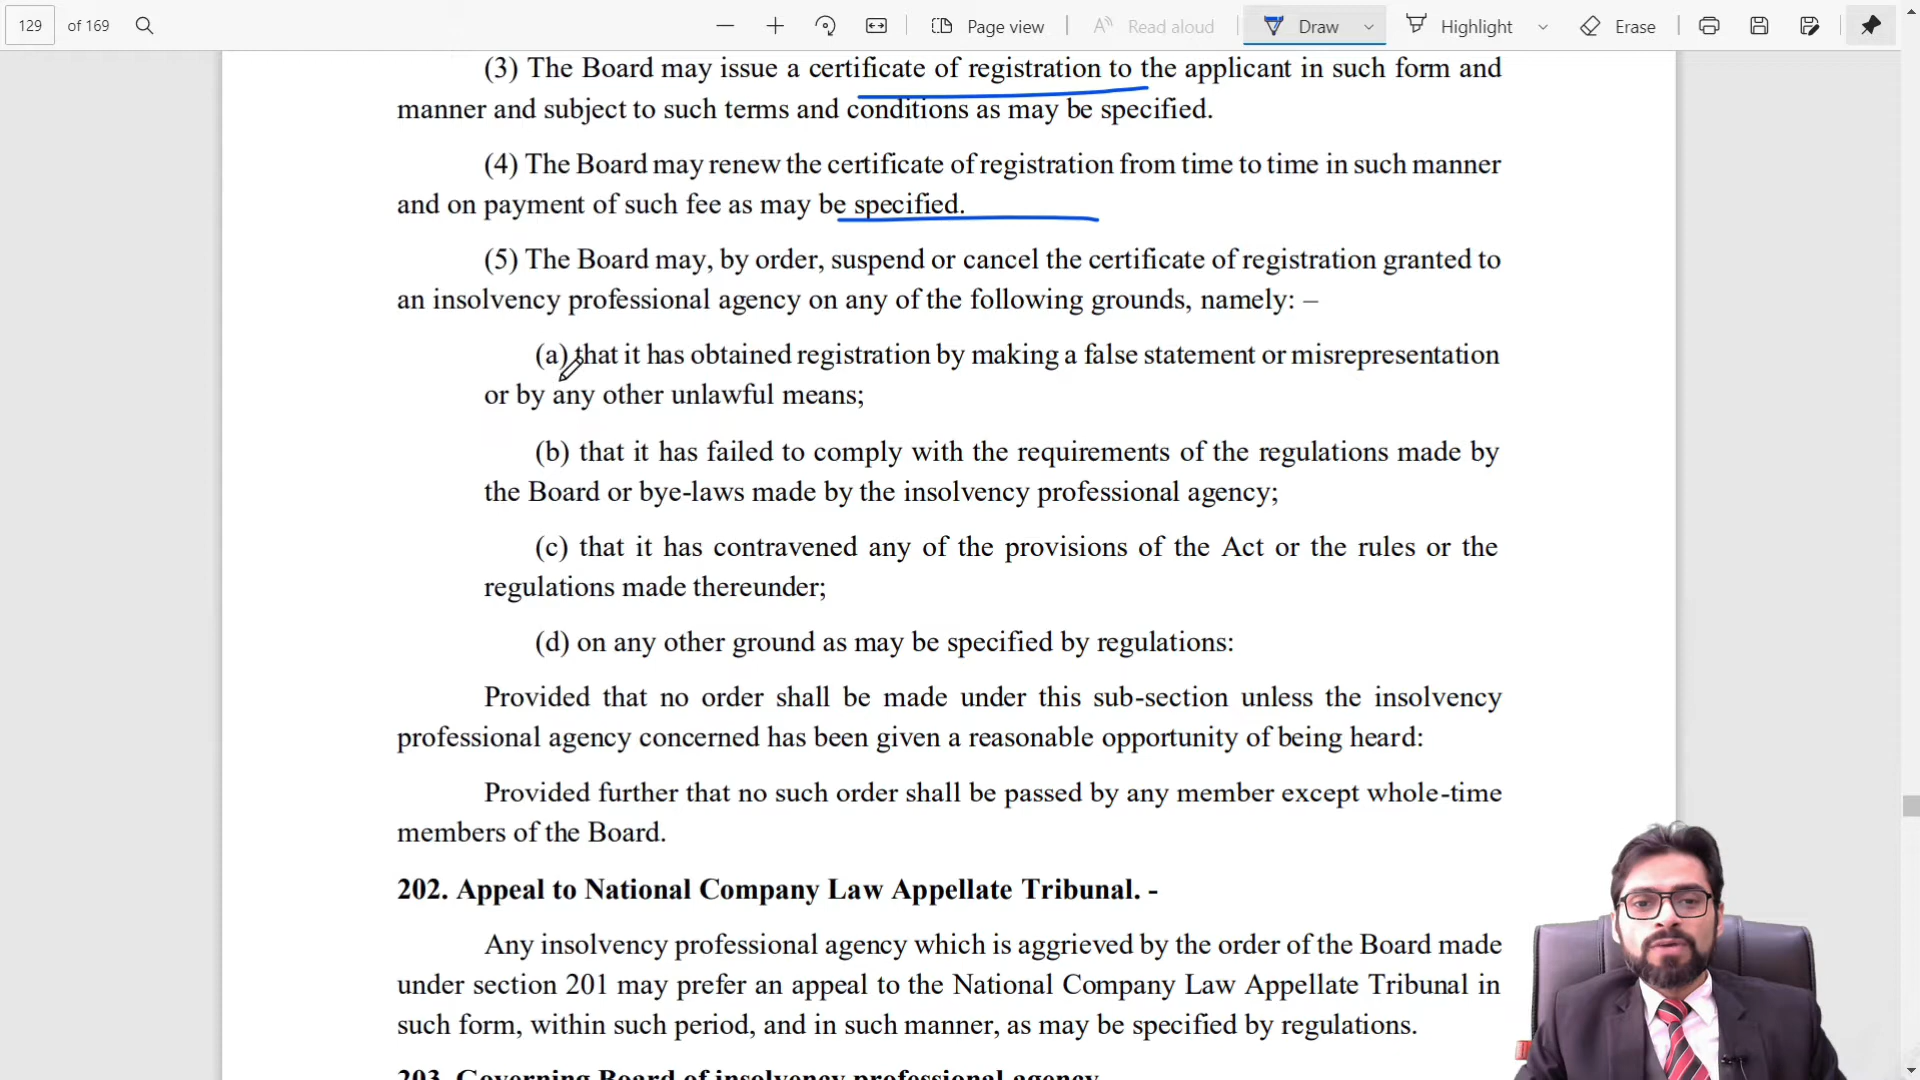 129 of 169 Page view Read aloud Draw Highlight Erase
(3) The Board may issue a certificate of registration to the applicant in such form and
manner and subject to such terms and conditions as may be specified.
(4) The Board may renew the certificate of registration from time to time in such manner
and on payment of such fee as may be specified.
(5) The Board may, by order, suspend or cancel the certificate of registration granted to
an insolvency professional agency on any of the following grounds, namely: –
(a) that it has obtained registration by making a false statement or misrepresentation
or by any other unlawful means;
(b) that it has failed to comply with the requirements of the regulations made by
the Board or bye-laws made by the insolvency professional agency;
(c) that it has contravened any of the provisions of the Act or the rules or the
regulations made thereunder;
(d) on any other ground as may be specified by regulations:
Provided that no order shall be made under this sub-section unless the insolvency
professional agency concerned has been given a reasonable opportunity of being heard:
Provided further that no such order shall be passed by any member except whole-time
members of the Board.
202. Appeal to National Company Law Appellate Tribunal. -
Any insolvency professional agency which is aggrieved by the order of the Board made
under section 201 may prefer an appeal to the National Company Law Appellate Tribunal in
such form, within such period, and in such manner, as may be specified by regulations.
203. Governing Board of insolvency professional agency